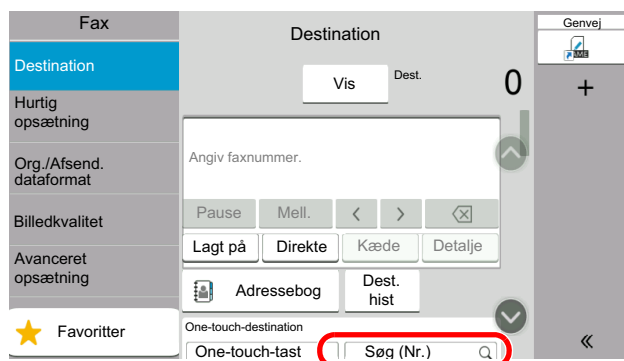 Fax
Destination
Hurtig
opsætning
Org./Afsend.
dataformat
Billedkvalitet
Avanceret
opsætning
Favoritter
Destination
Vis
Dest.
0
Angiv faxnummer.
Pause Mell. < >
Lagt på Direkte Kæde Detalje
Adressebog
Dest.
hist
One-touch-destination
One-touch-tast Søg (Nr.)
Genvej
NAME
+
«